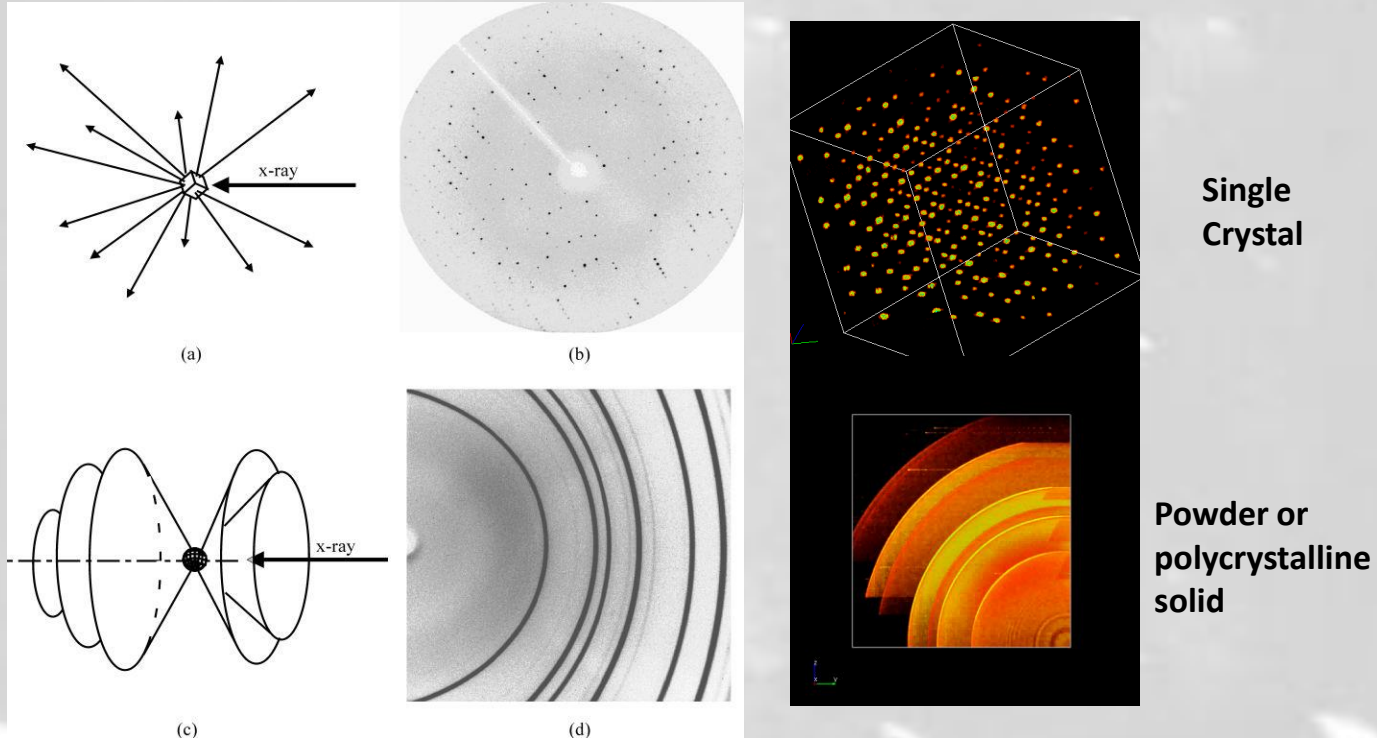 x-ray
(a)
(b)
Single
Crystal
x-ray
(c)
(d)
z
x
y
Powder or
polycrystalline
solid